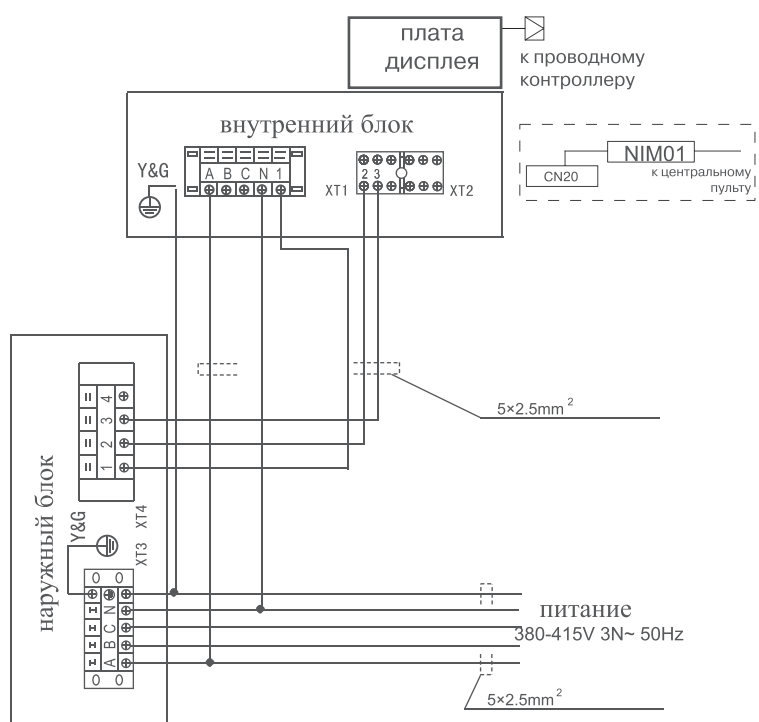 плата
дисплея
к проводному
контроллеру
внутренний блок
Y&G
A B C N 1
XT1
2 3
XT2
NIM01
CN20
к центральному
пульту
5×2.5mm²
наружный блок
4
3
2
1
XT4
Y&G
XT3
N
C
B
A
питание
380-415V 3N~ 50Hz
5×2.5mm²